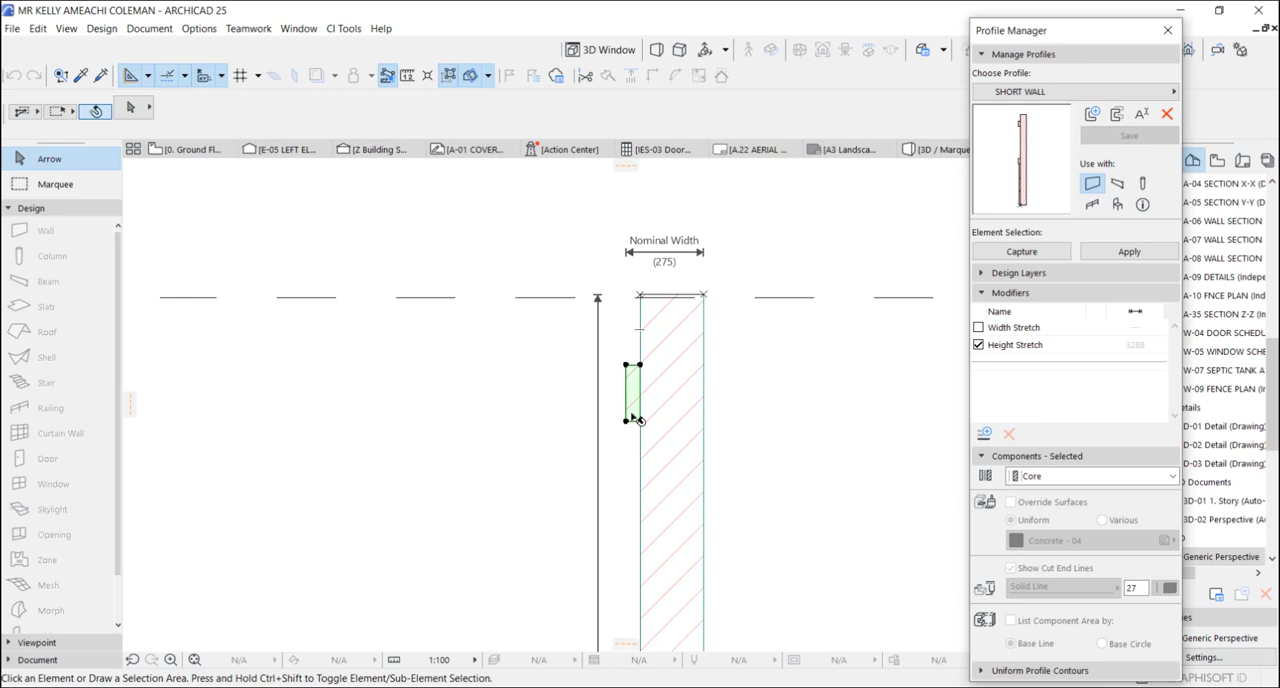 MR KELLY AMEACHI COLEMAN - ARCHICAD 25
File Edit View Design Document Options Teamwork Window CI Tools Help
3D Window
[0. Ground Fl...
[E-05 LEFT EL...
[Z Building S...
[A-01 COVER...
[Action Center]
[IES-03 Door...
[A.22 AERIAL ...
[A3 Landsca...
[3D / Marque
Arrow
Marquee
Design
Wall
Column
Beam
Slab
Roof
Shell
Stair
Railing
Curtain Wall
Door
Window
Skylight
Opening
Zone
Mesh
Morph
Viewpoint
Document
Nominal Width
(275)
Profile Manager
Manage Profiles
Choose Profile:
SHORT WALL
Save
Use with:
Element Selection:
Capture
Apply
Design Layers
Modifiers
Name
Width Stretch
Height Stretch 3288
Components - Selected
Core
Override Surfaces
Uniform
Various
Concrete - 04
Show Cut End Lines
Solid Line
27
List Component Area by:
Base Line
Base Circle
Uniform Profile Contours
A-04 SECTION X-X (D
A-05 SECTION Y-Y (D
A-06 WALL SECTION
A-07 WALL SECTION
A-08 WALL SECTION
A-09 DETAILS (Indepe
A-10 FNCE PLAN (Inde
A-35 SECTION Z-Z (In
W-04 DOOR SCHEDU
W-05 WINDOW SCHE
W-07 SEPTIC TANK A
W-09 FENCE PLAN (M
etails
D-01 Detail (Drawing)
D-02 Detail (Drawing)
D-03 Detail (Drawing)
D Documents
3D-01 1. Story (Auto-
3D-02 Perspective (Au
Generic Perspective
es
Generic Perspective
Settings...
N/A N/A 1:100 N/A N/A N/A N/A N/A N/A
Click an Element or Draw a Selection Area. Press and Hold Ctrl+Shift to Toggle Element/Sub-Element Selection.
GRAPHISOFT ID